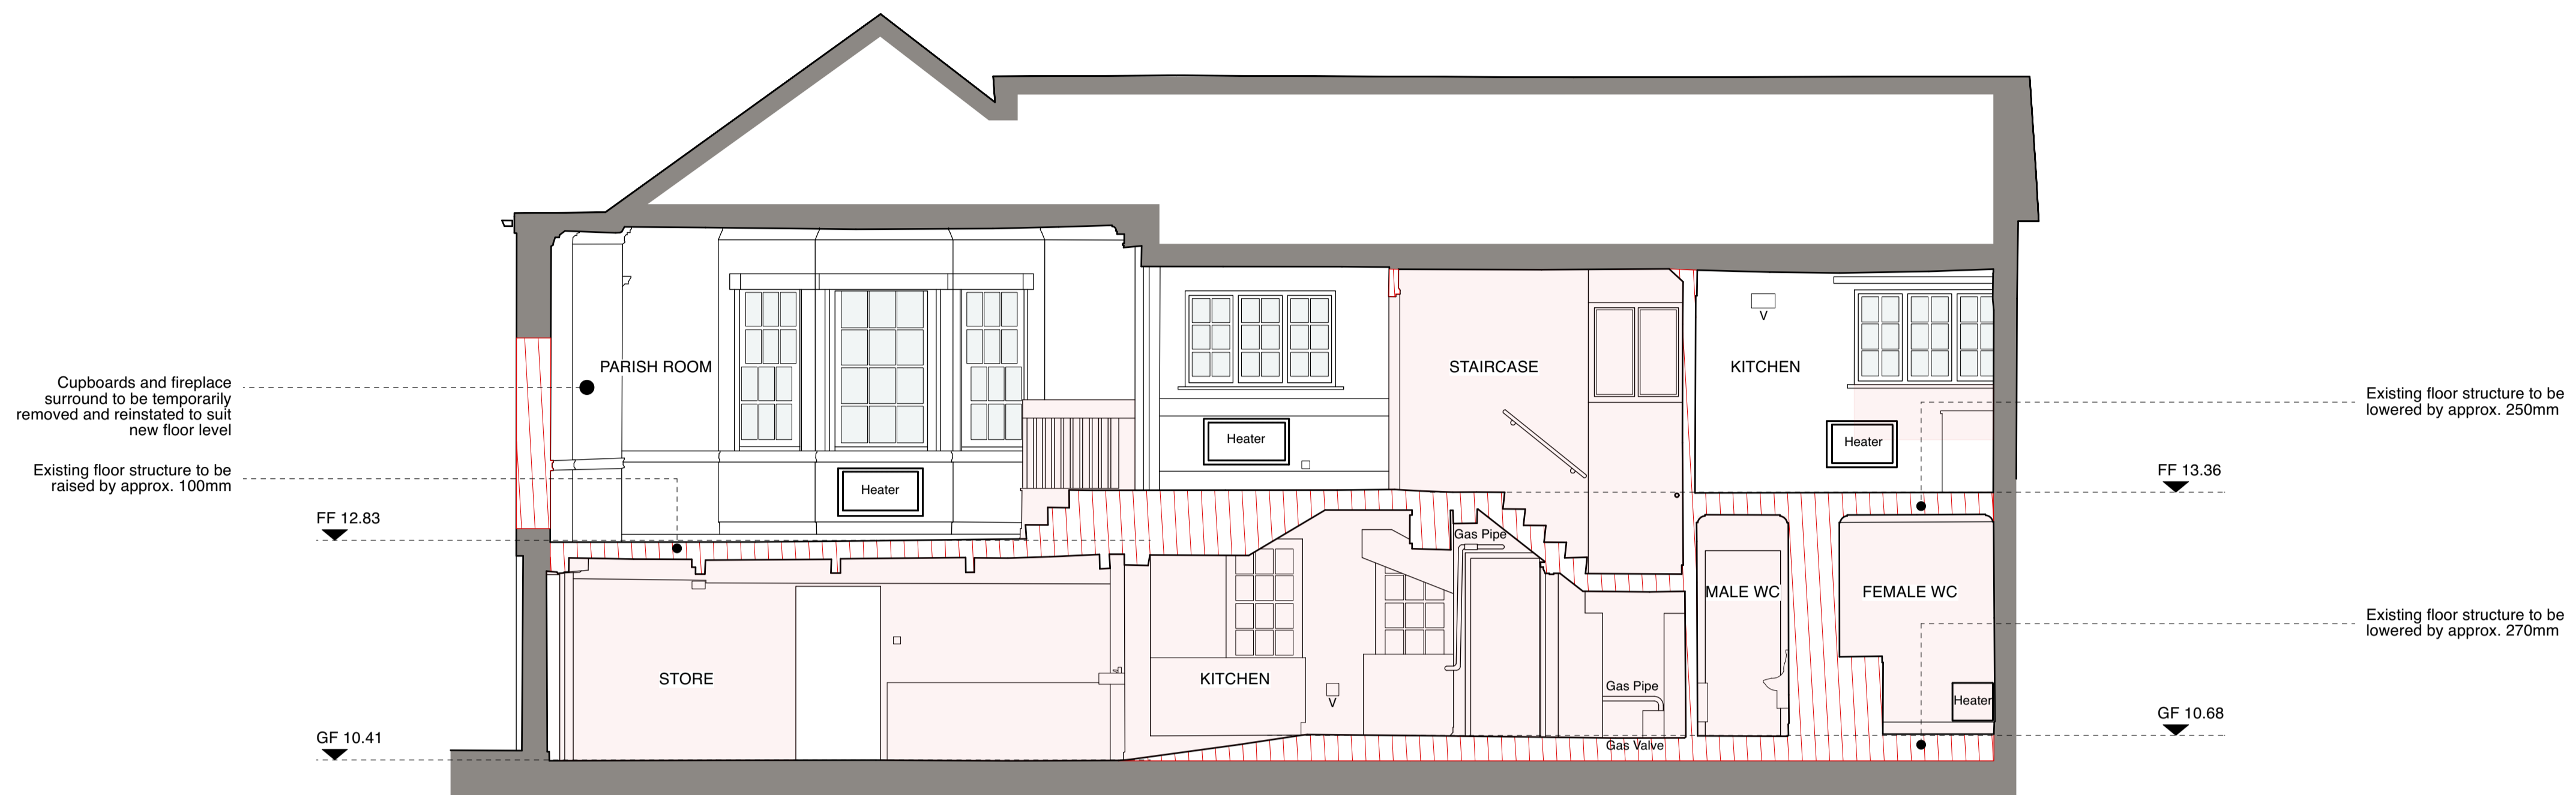 Cupboards and fireplace
surround to be temporarily
removed and reinstated to suit
new floor level
Existing floor structure to be
raised by approx. 100mm
FF 12.83
GF 10.41
PARISH ROOM
Heater
Heater
STAIRCASE
V
KITCHEN
Heater
STORE
KITCHEN
V
Gas Pipe
Gas Pipe
Gas Valve
MALE WC
FEMALE WC
Heater
Existing floor structure to be
lowered by approx. 250mm
FF 13.36
Existing floor structure to be
lowered by approx. 270mm
GF 10.68